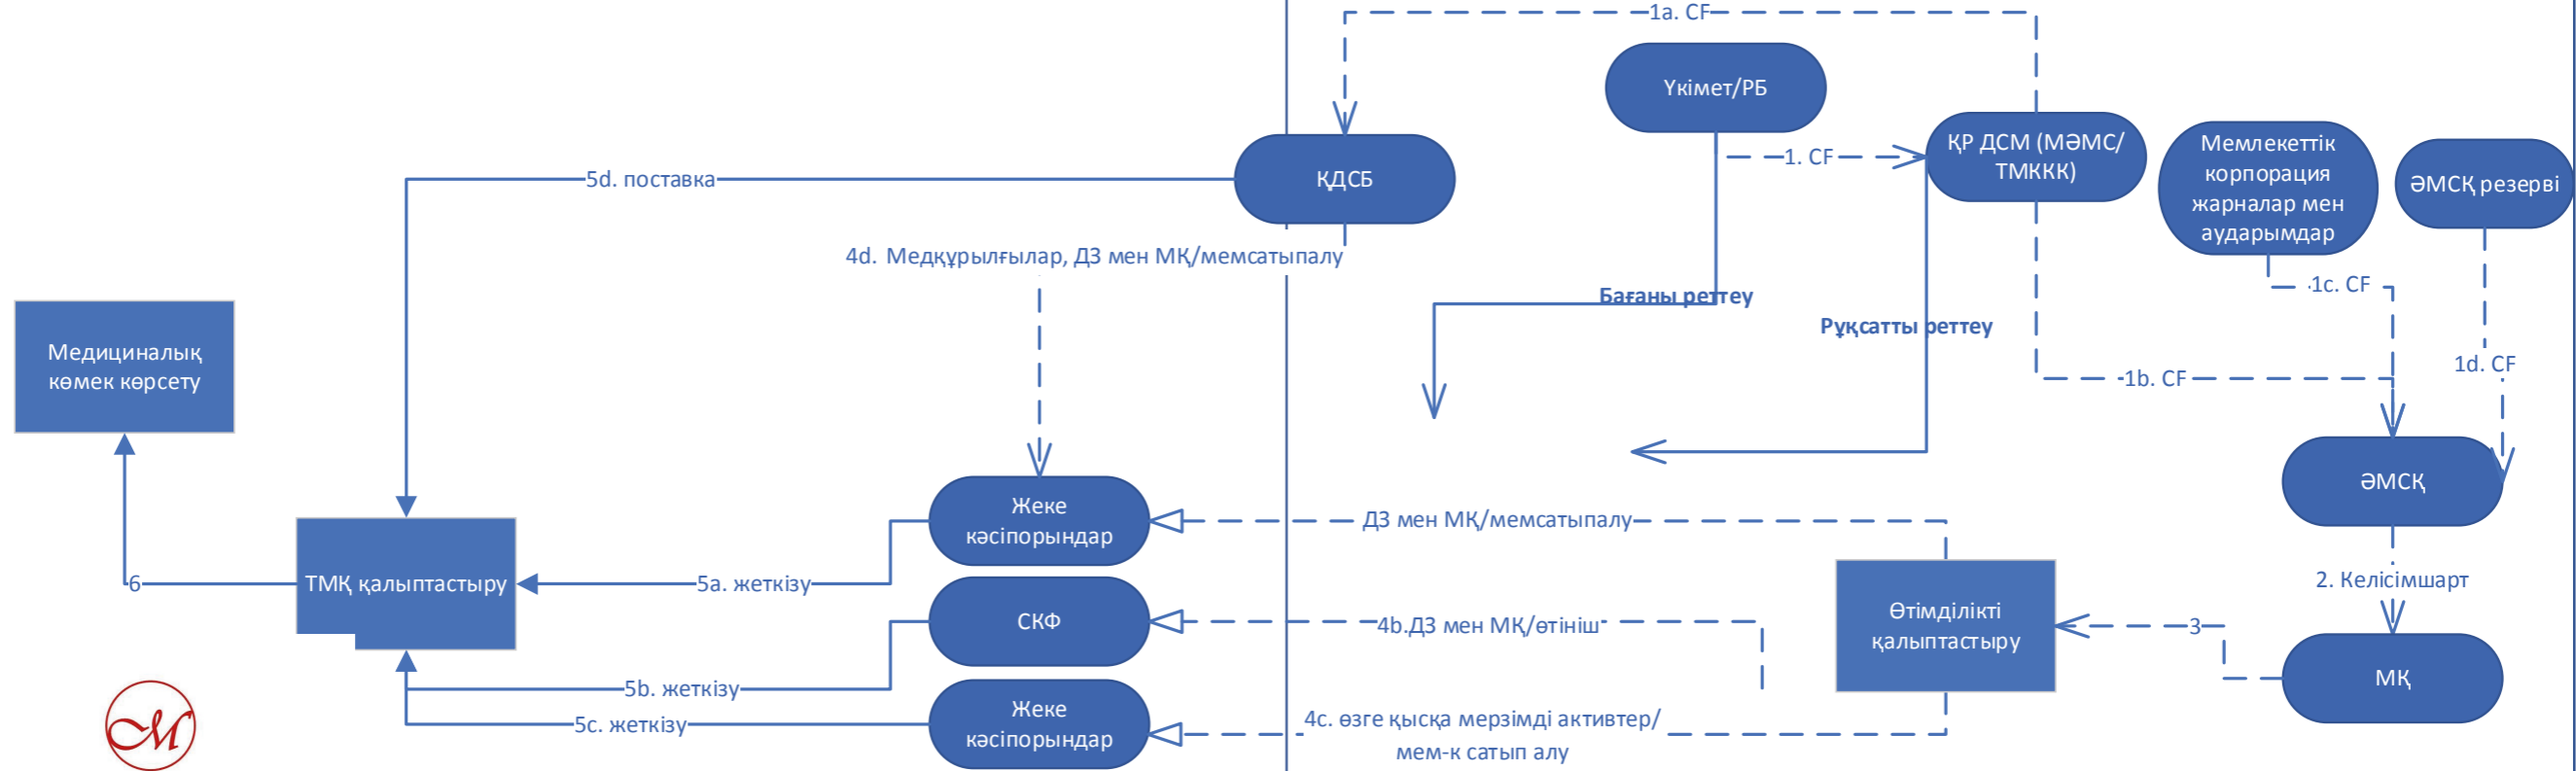 1a. CF
Үкімет/РБ
1. CF
ҚР ДСМ (МӘМС/
ТМККК)
Мемлекеттік
корпорация
жарналар мен
аударымдар
ӘМСҚ резерві
ҚДСБ
5d. поставка
4d. Медқұрылғылар, ДЗ мен МҚ/мемсатыпалу
1c. CF
Бағаны реттеу
Рұқсатты реттеу
Медициналық
көмек көрсету
1b. CF
1d. CF
ӘМСҚ
Жеке
кәсіпорындар
ДЗ мен МҚ/мемсатыпалу
2. Келісімшарт
6
ТМҚ қалыптастыру
5a. жеткізу
СКФ
4b.ДЗ мен МҚ/өтініш
Өтімділікті
қалыптастыру
3
МҚ
5b. жеткізу
5c. жеткізу
Жеке
кәсіпорындар
4c. өзге қысқа мерзімді активтер/
мем-к сатып алу
M